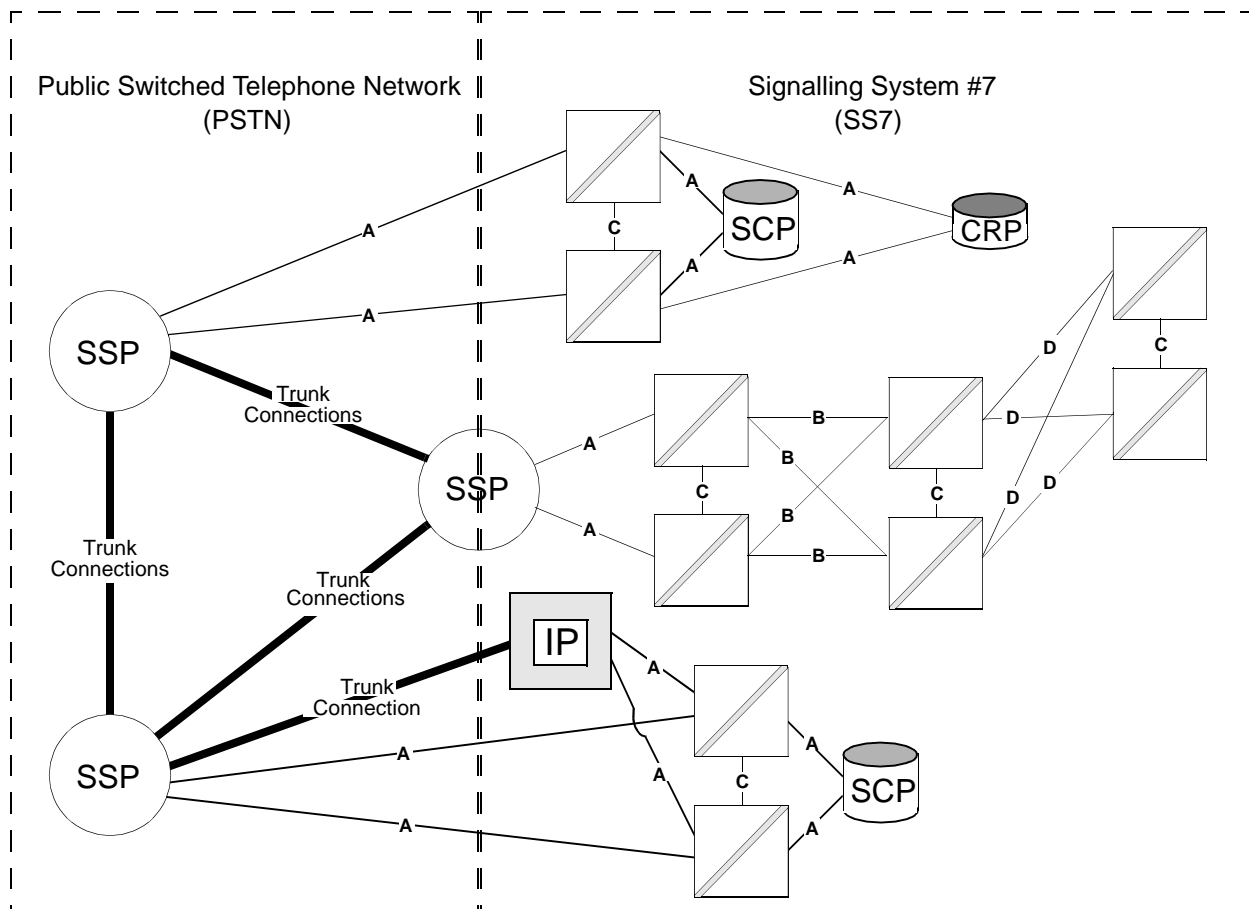 Public Switched Telephone Network
(PSTN)
Signalling System #7
(SS7)
A
A
A
C
A
A
A
SCP
CRP
SSP
Trunk
Connections
SSP
A
A
C
B
B
B
B
C
D
D
D
D
C
Trunk
Connections
Trunk
Connections
IP
Trunk
Connection
SSP
A
A
A
A
C
A
A
SCP